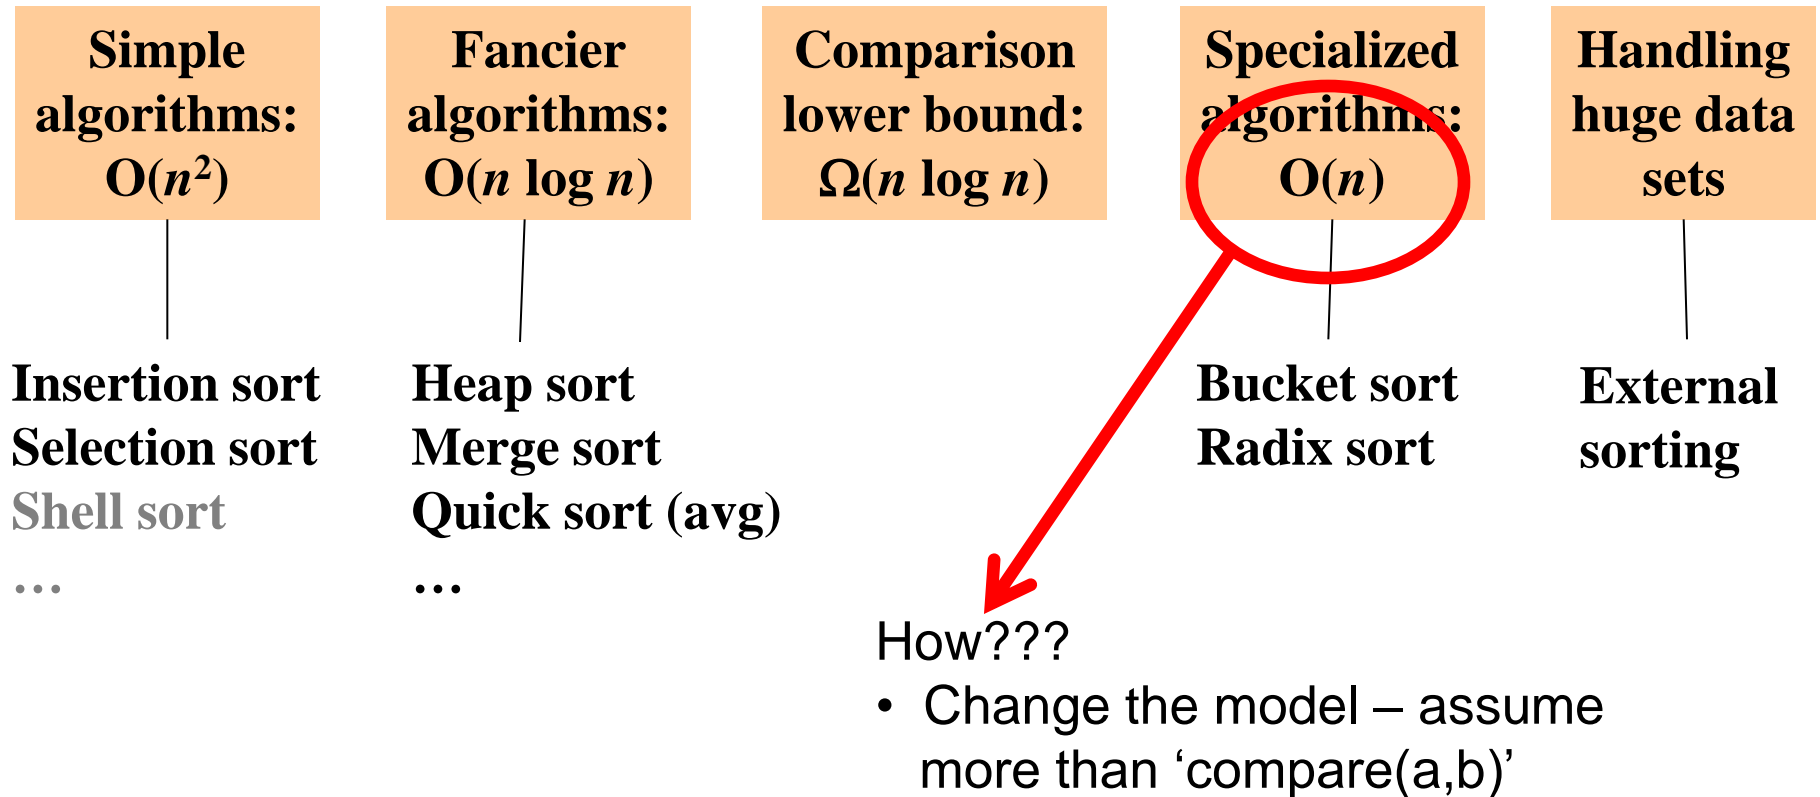 Simple
algorithms:
O(n²)
Fancier
algorithms:
O(n log n)
Comparison
lower bound:
Ω(n log n)
Specialized
algorithms:
O(n)
Handling
huge data
sets
Insertion sort
Selection sort
Shell sort
…
Heap sort
Merge sort
Quick sort (avg)
…
Bucket sort
Radix sort
External
sorting
How???
• Change the model – assume
more than ‘compare(a,b)’